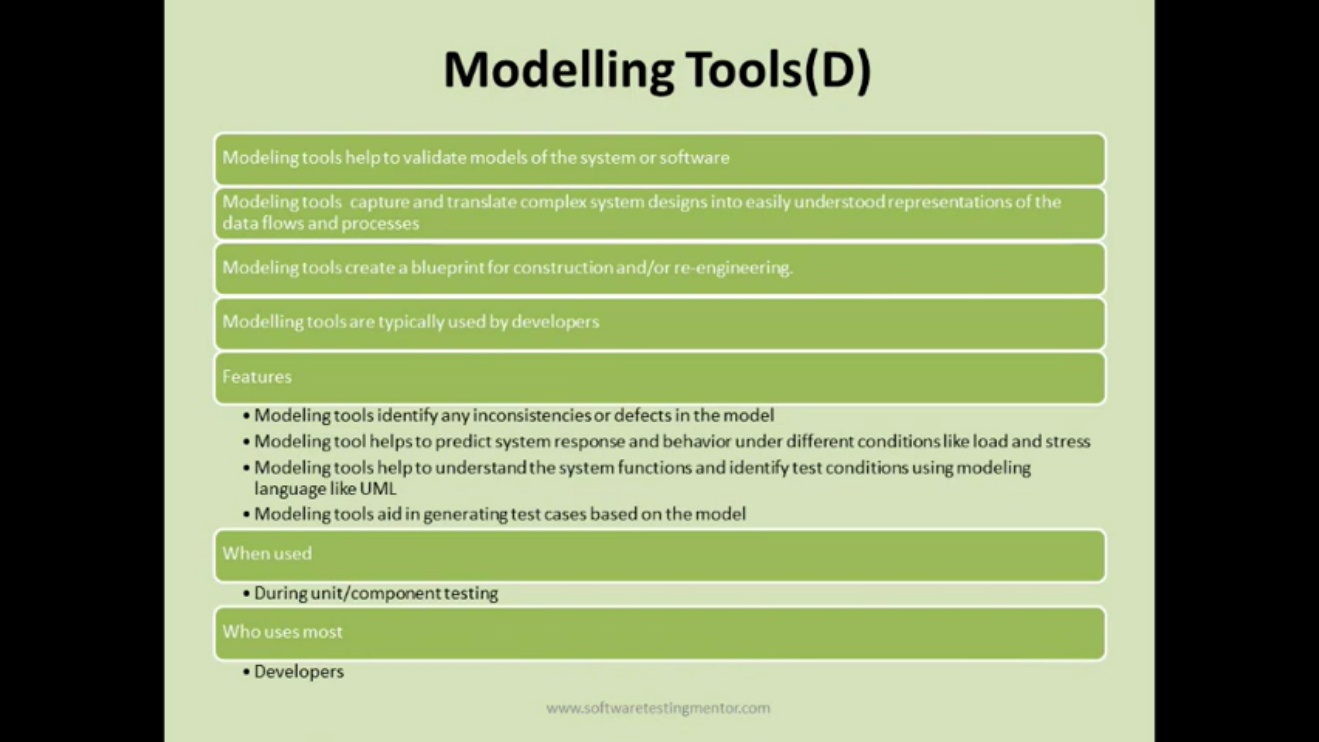 Modelling Tools(D)
Modeling tools help to validate models of the system or software
Modeling tools capture and translate complex system designs into easily understood representations of the
data flows and processes
Modeling tools create a blueprint for construction and/or re-engineering.
Modelling tools are typically used by developers
Features
• Modeling tools identify any inconsistencies or defects in the model
• Modeling tool helps to predict system response and behavior under different conditions like load and stress
• Modeling tools help to understand the system functions and identify test conditions using modeling
language like UML
• Modeling tools aid in generating test cases based on the model
When used
• During unit/component testing
Who uses most
• Developers
www.softwaretestingmentor.com